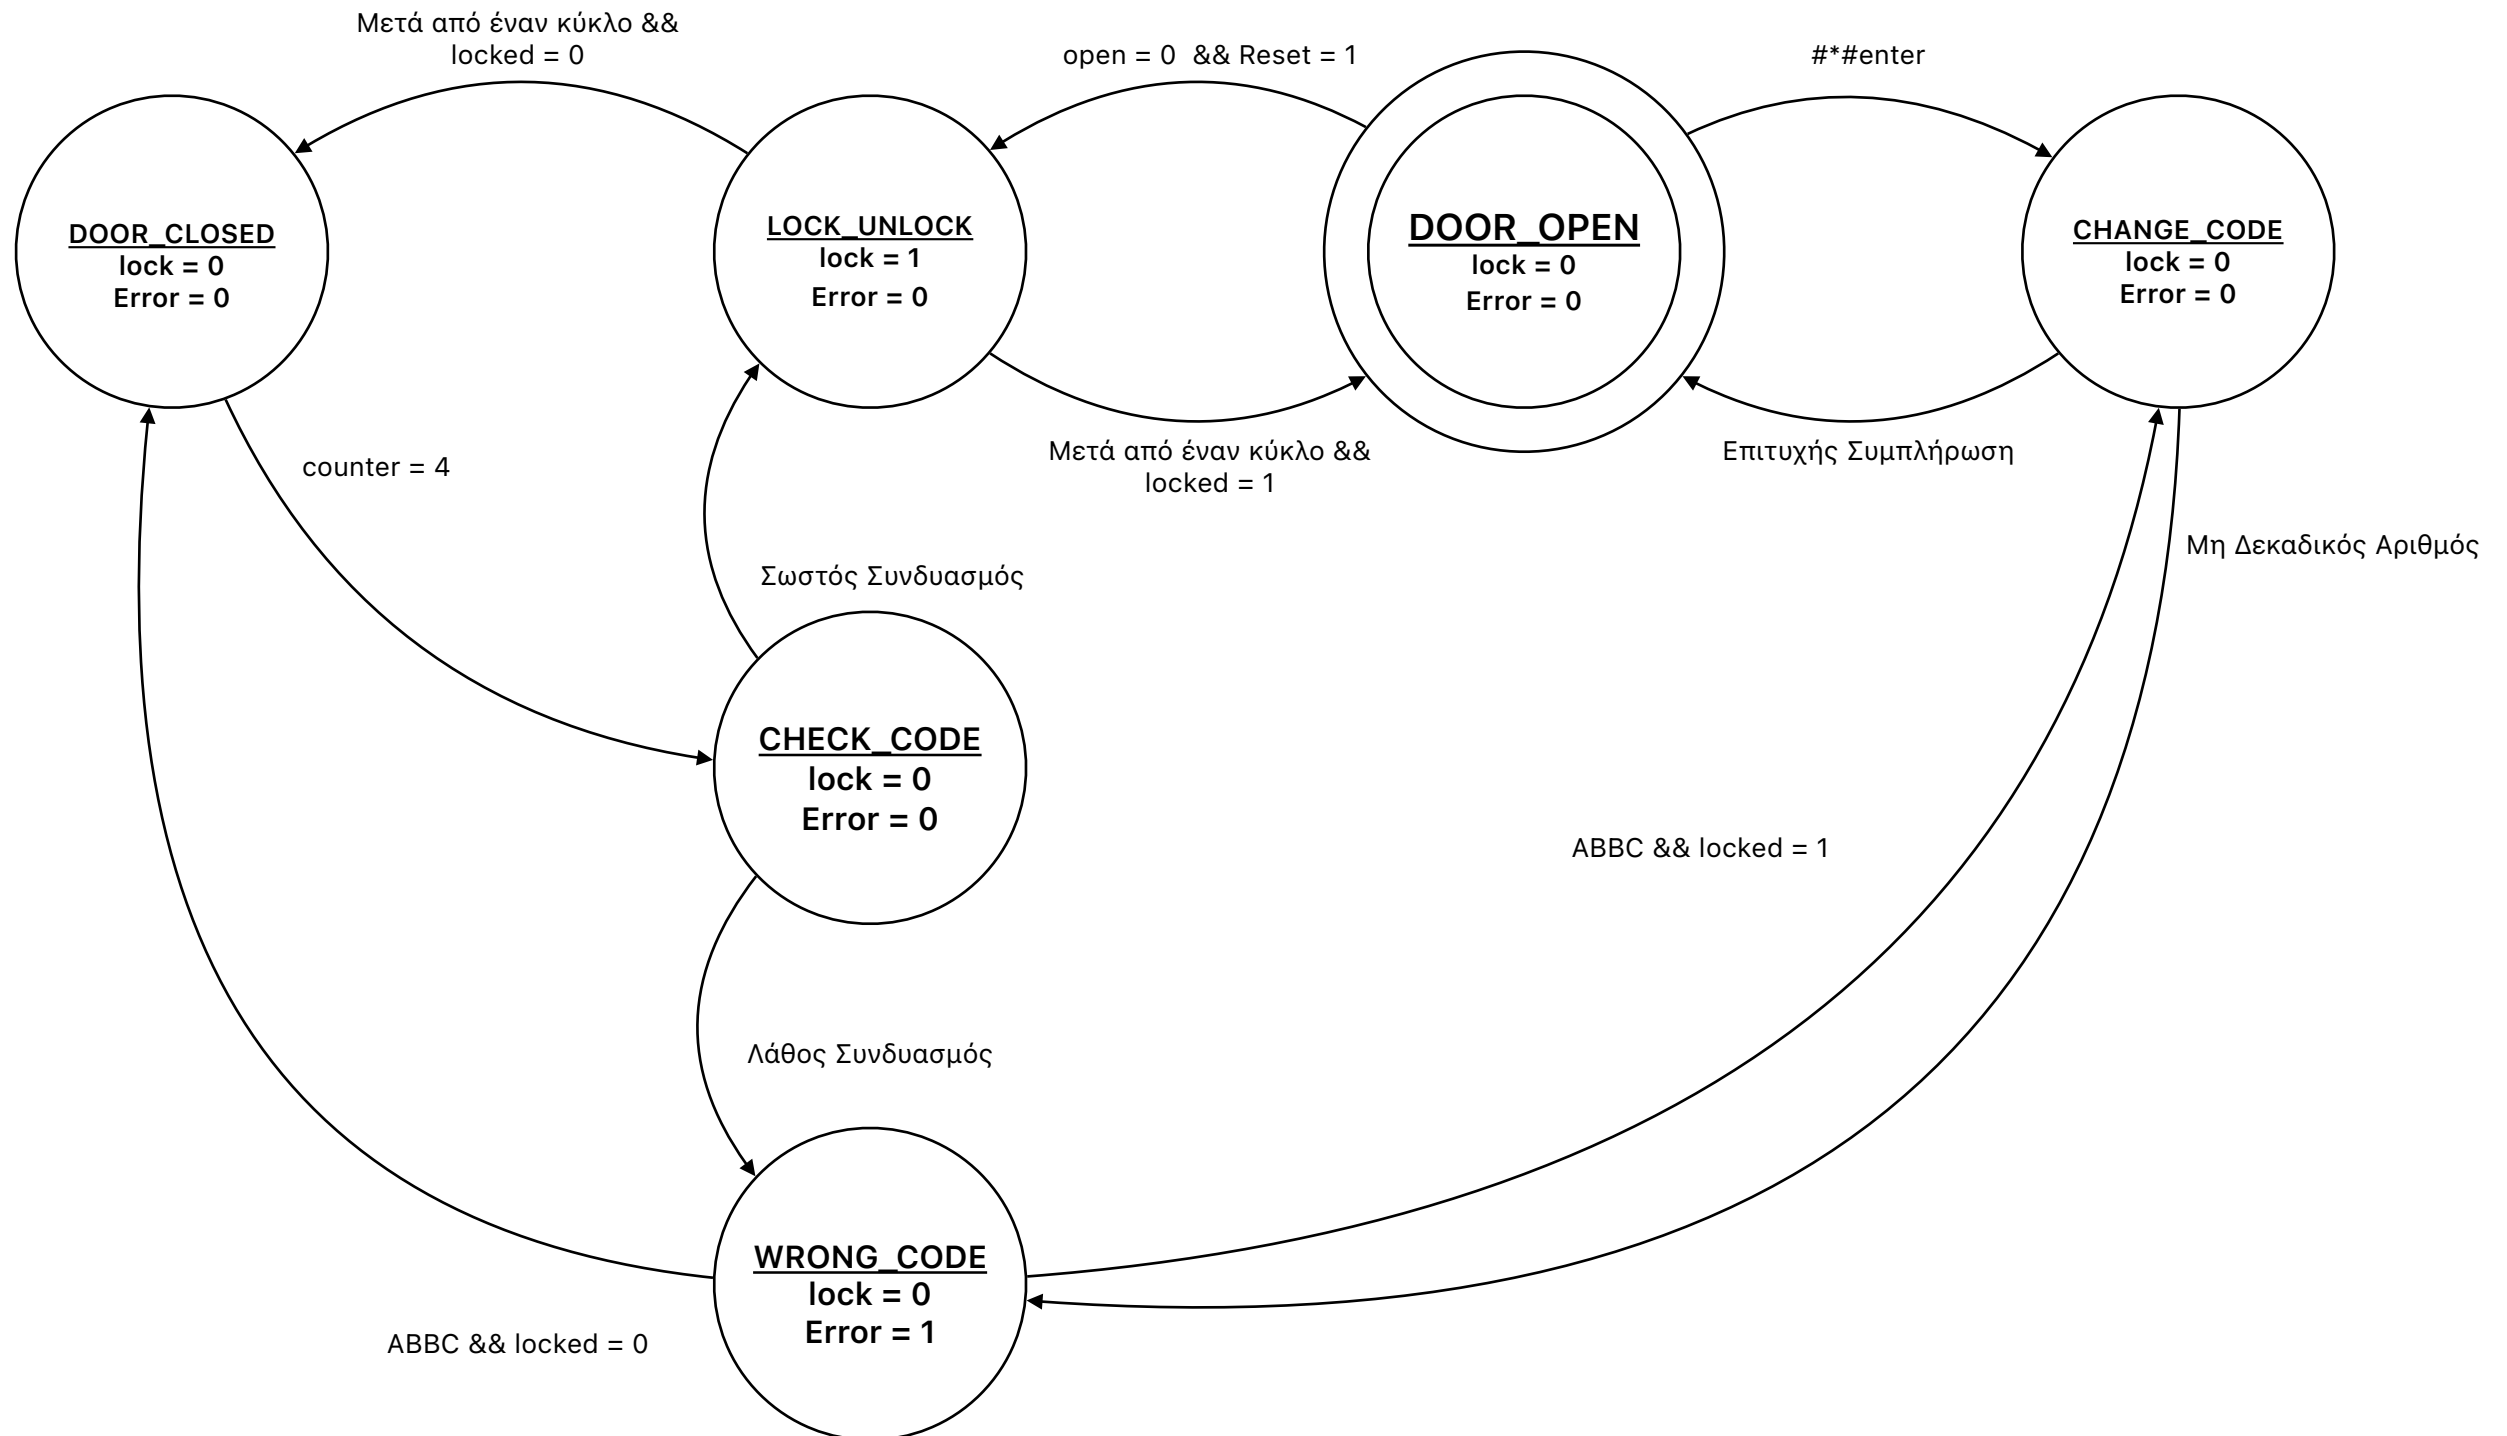 Μετά από έναν κύκλο &&
locked = 0
open = 0 && Reset = 1
#*#enter
DOOR_CLOSED
lock = 0
Error = 0
LOCK_UNLOCK
lock = 1
Error = 0
DOOR_OPEN
lock = 0
Error = 0
CHANGE_CODE
lock = 0
Error = 0
counter = 4
Μετά από έναν κύκλο &&
locked = 1
Επιτυχής Συμπλήρωση
Μη Δεκαδικός Αριθμός
Σωστός Συνδυασμός
CHECK_CODE
lock = 0
Error = 0
ABBC && locked = 1
Λάθος Συνδυασμός
WRONG_CODE
lock = 0
Error = 1
ABBC && locked = 0